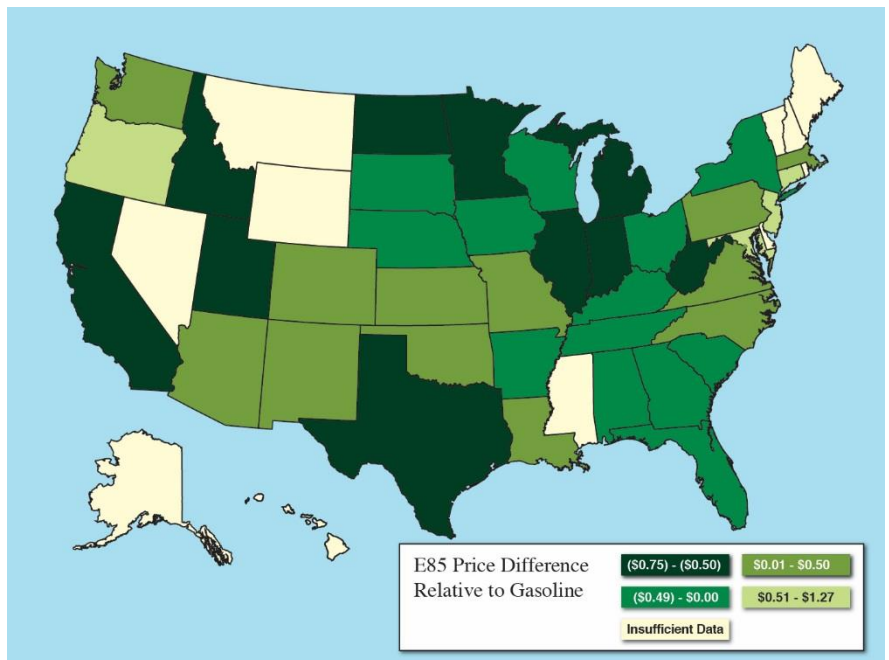 E85 Price Difference
Relative to Gasoline
($0.75) - ($0.50)
$0.01 - $0.50
($0.49) - $0.00
$0.51 - $1.27
Insufficient Data